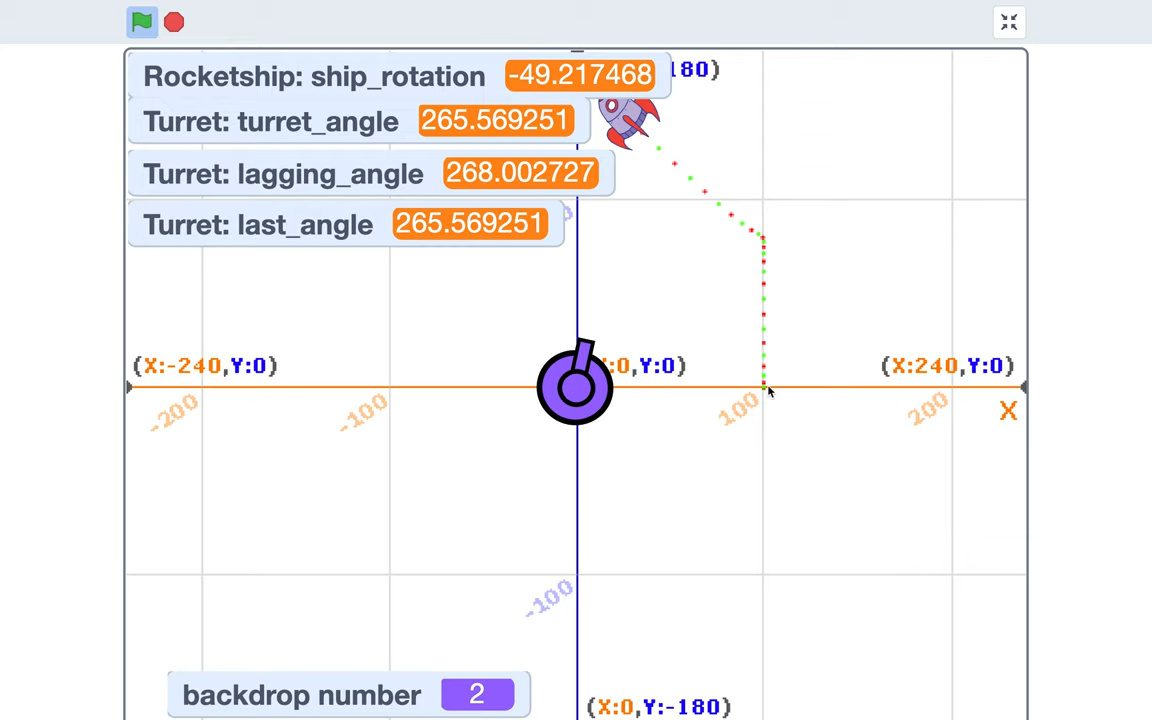 Rocketship: ship_rotation -49.217468
180)
Turret: turret_angle 265.569251
Turret: lagging_angle 268.002727
Turret: last_angle 265.569251
(X:-240,Y:0)
:0,Y:0)
(X:240,Y:0)
-200
-100
100
200
X
-100
backdrop number 2
(X:0,Y:-180)